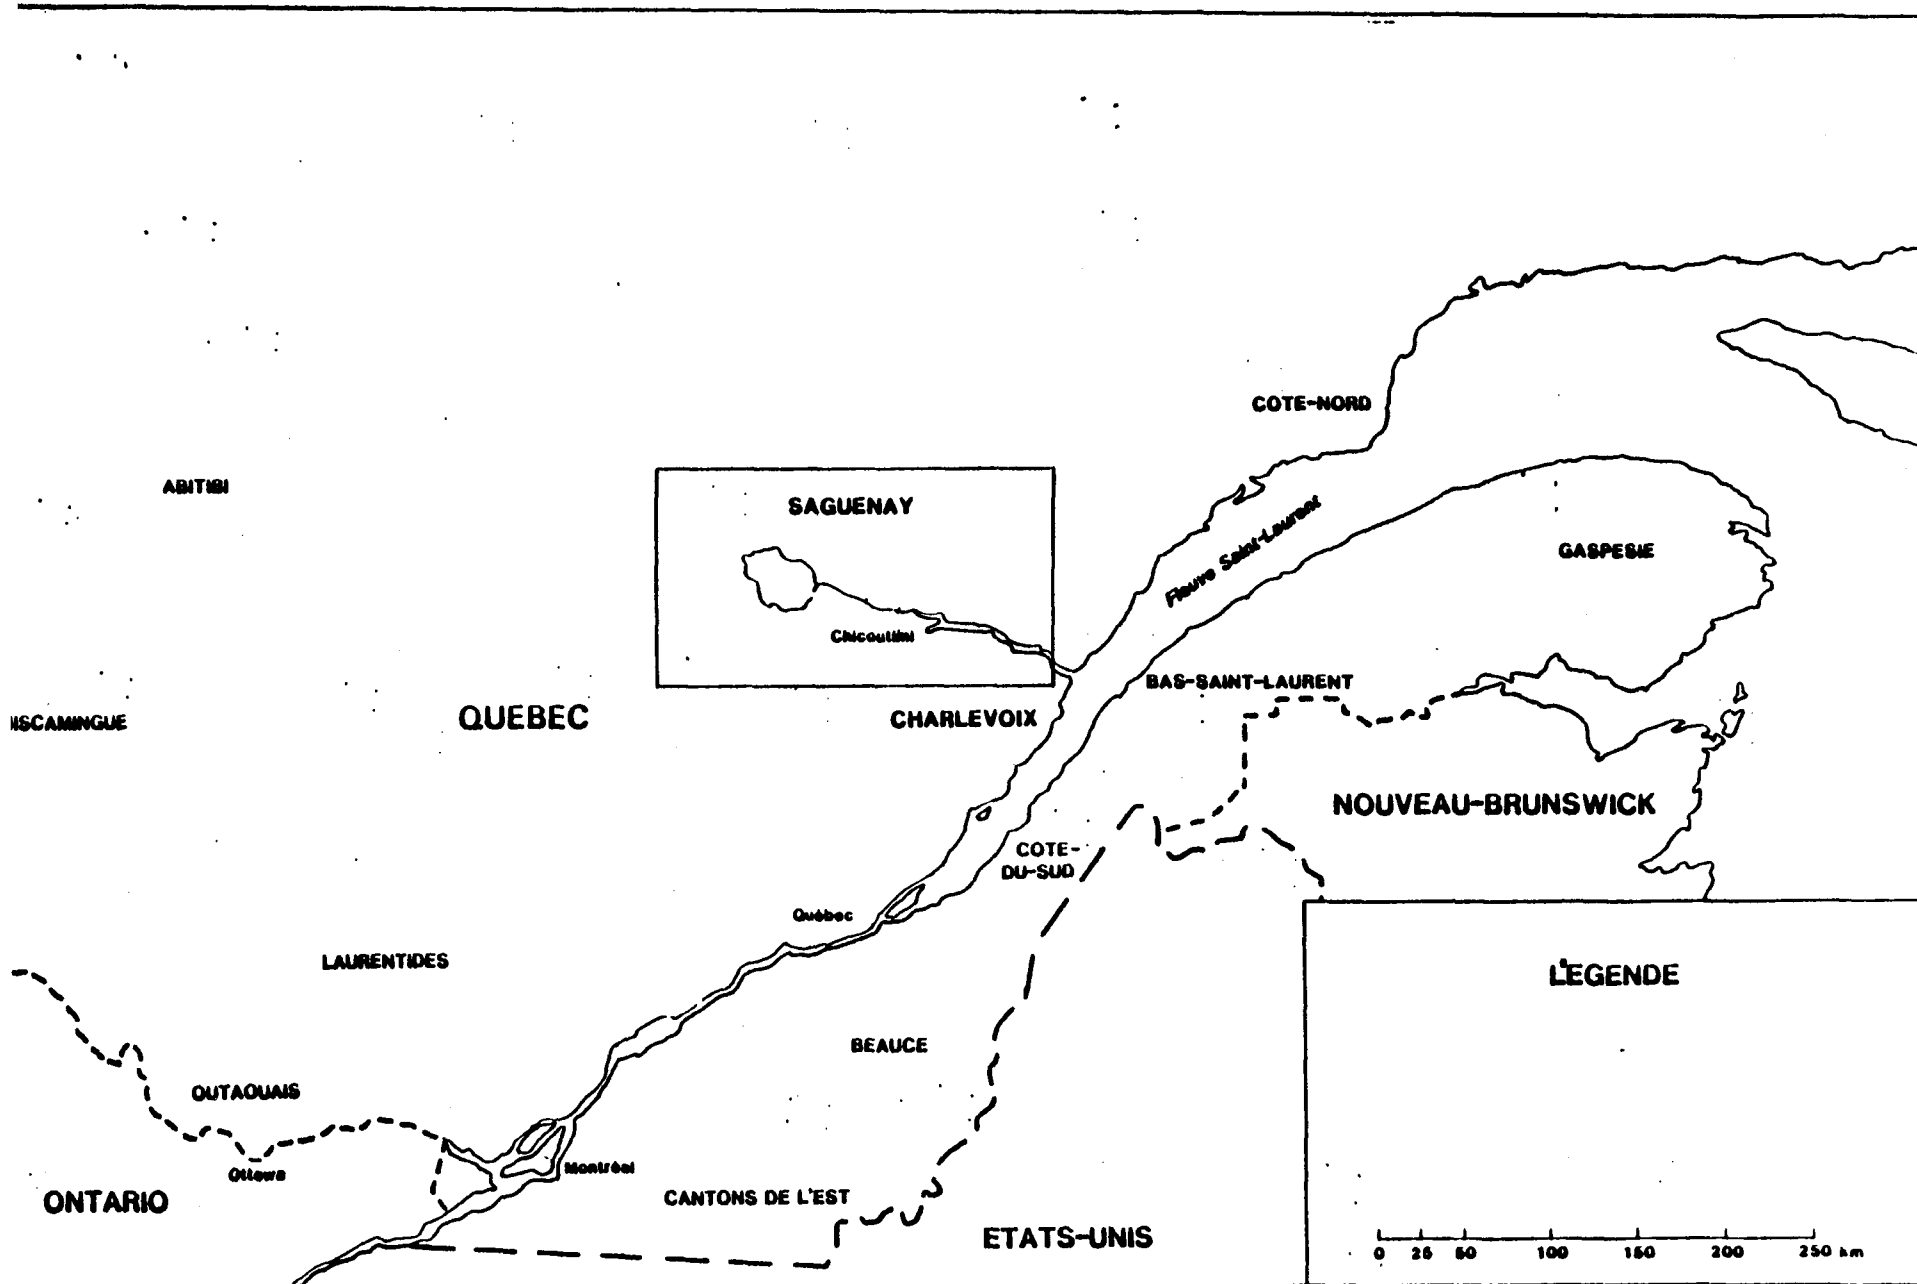 COTE-NORD
ABITIBI
SAGUENAY
Fleuve Saint-Laurent
GASPESIE
Chicoutimi
BAS-SAINT-LAURENT
ISCAMINGUE
QUEBEC
CHARLEVOIX
NOUVEAU-BRUNSWICK
COTE-
DU-SUD
Québec
LAURENTIDES
LEGENDE
BEAUCE
OUTAOUAIS
Ottawa
Montréal
ONTARIO
CANTONS DE L'EST
ETATS-UNIS
0 25 50 100 150 200 250 km